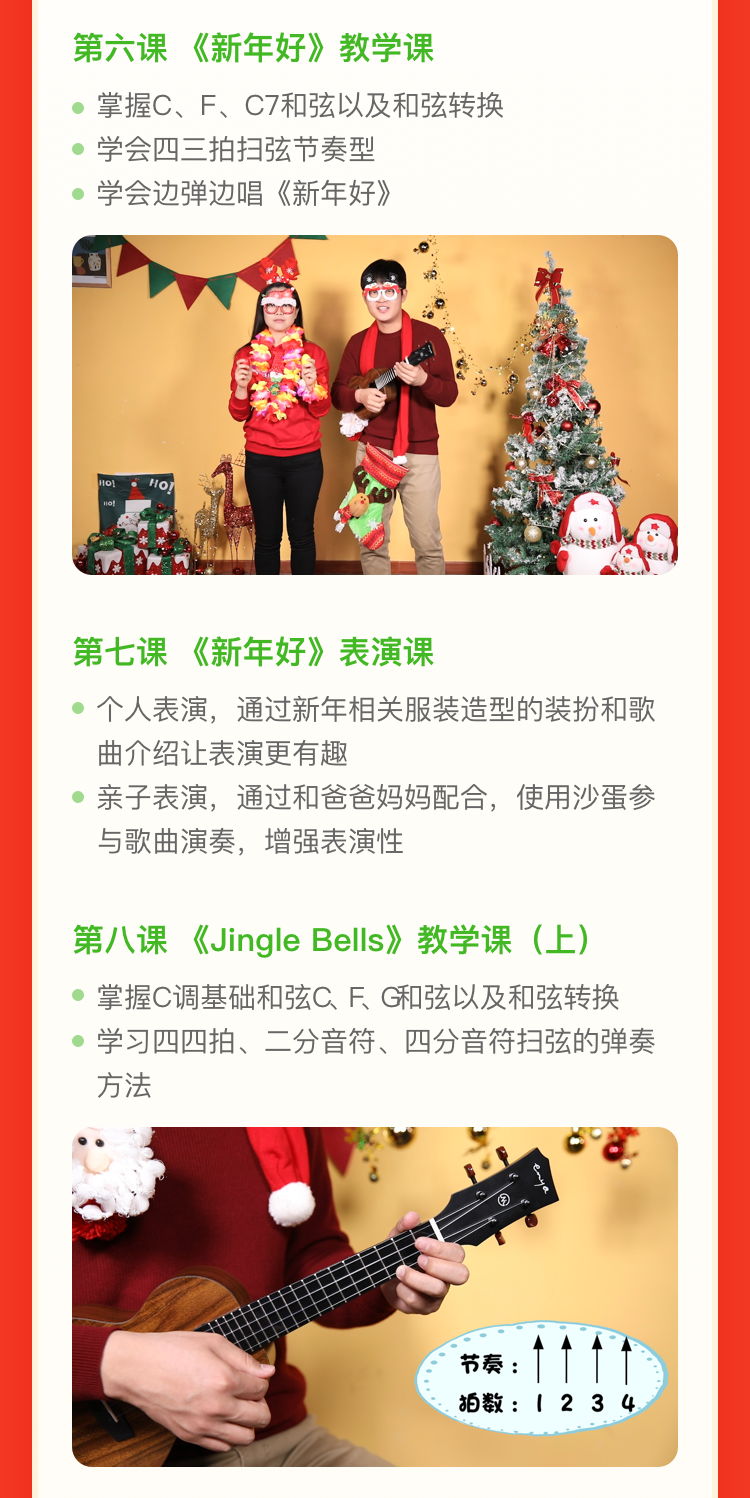 第六课 《新年好》教学课
掌握C、F、C7和弦以及和弦转换
学会四三拍扫弦节奏型
学会边弹边唱《新年好》
HO!
HO!
HO!
第七课 《新年好》表演课
个人表演，通过新年相关服装造型的装扮和歌
曲介绍让表演更有趣
亲子表演，通过和爸爸妈妈配合，使用沙蛋参
与歌曲演奏，增强表演性
第八课 《Jingle Bells》教学课（上）
掌握C调基础和弦C、F、G和弦以及和弦转换
学习四四拍、二分音符、四分音符扫弦的弹奏
方法
enya
节奏：
拍数：1 2 3 4